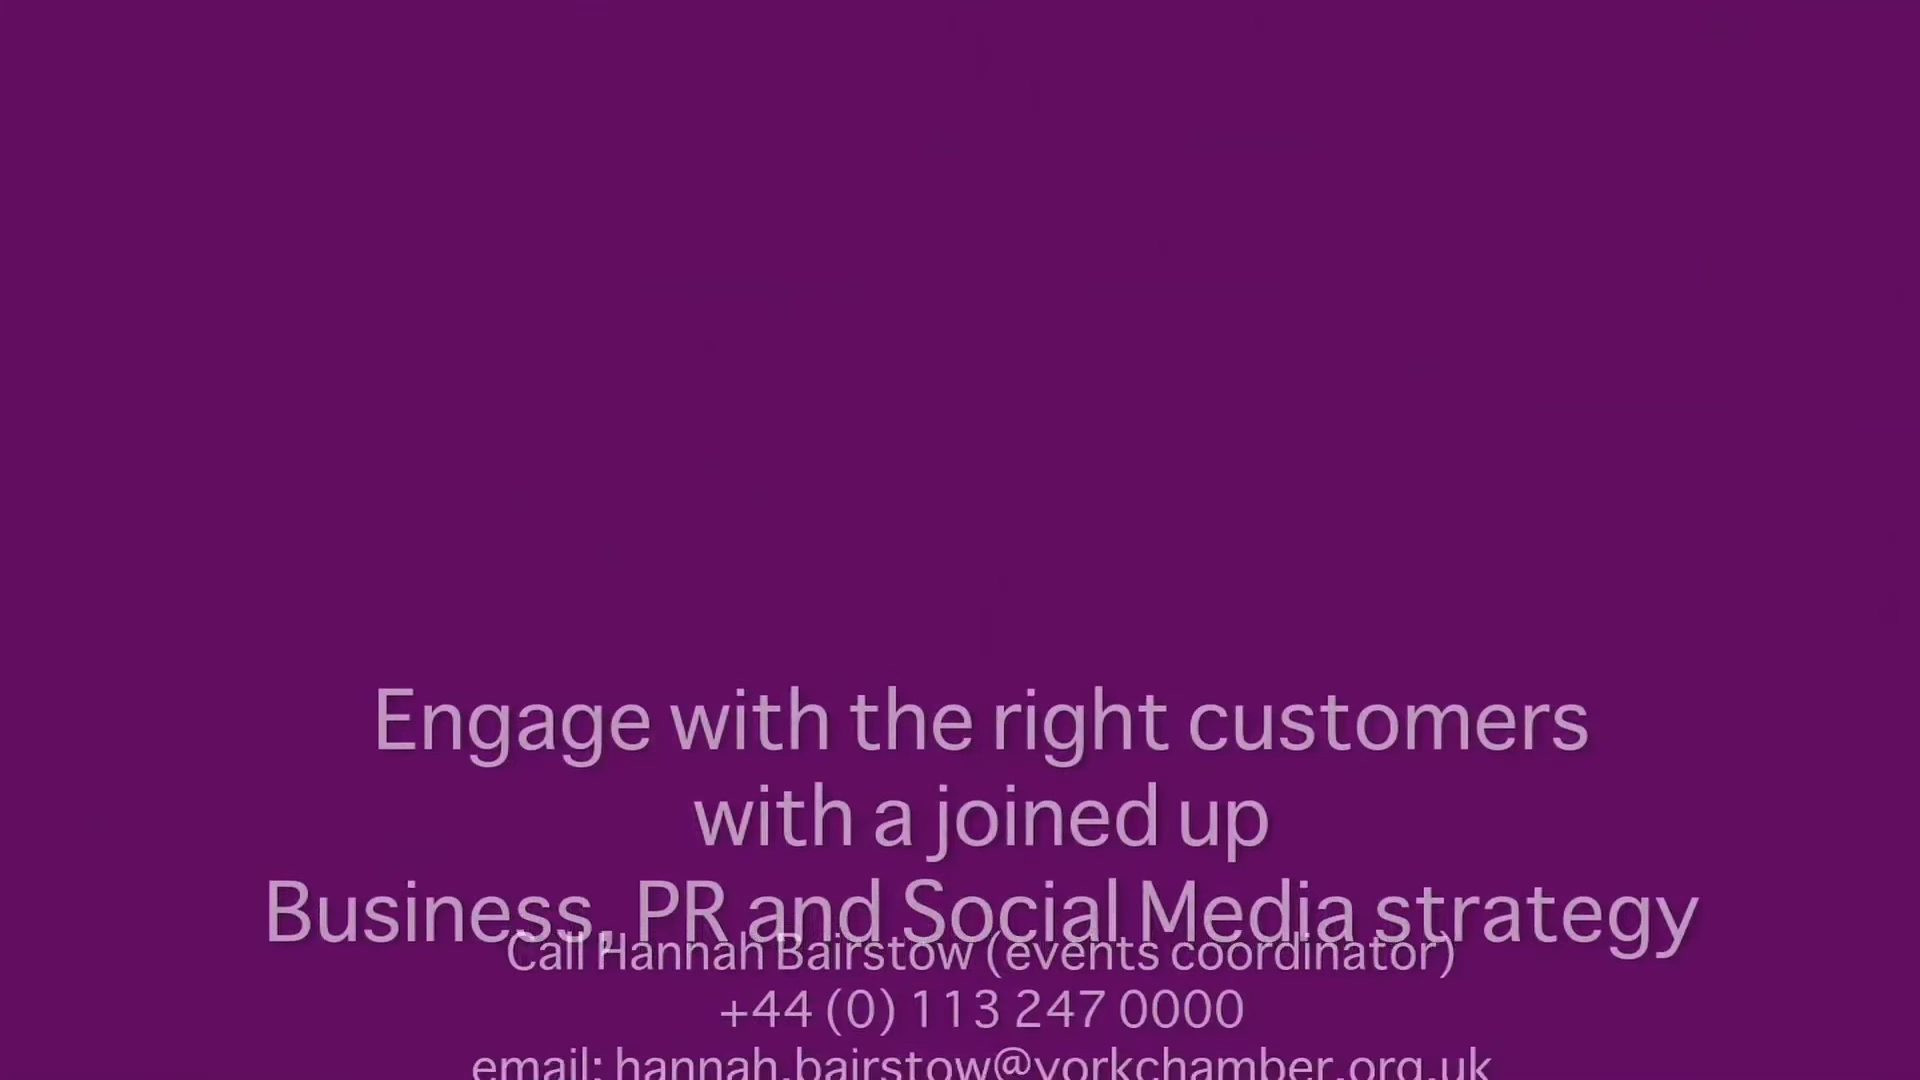 Engage with the right customers
with a joined up
Business, PR and Social Media strategy
Call Hannah Bairstow (events coordinator)
+44 (0) 113 247 0000
email: hannah.bairstow@yorkchamber.org.uk